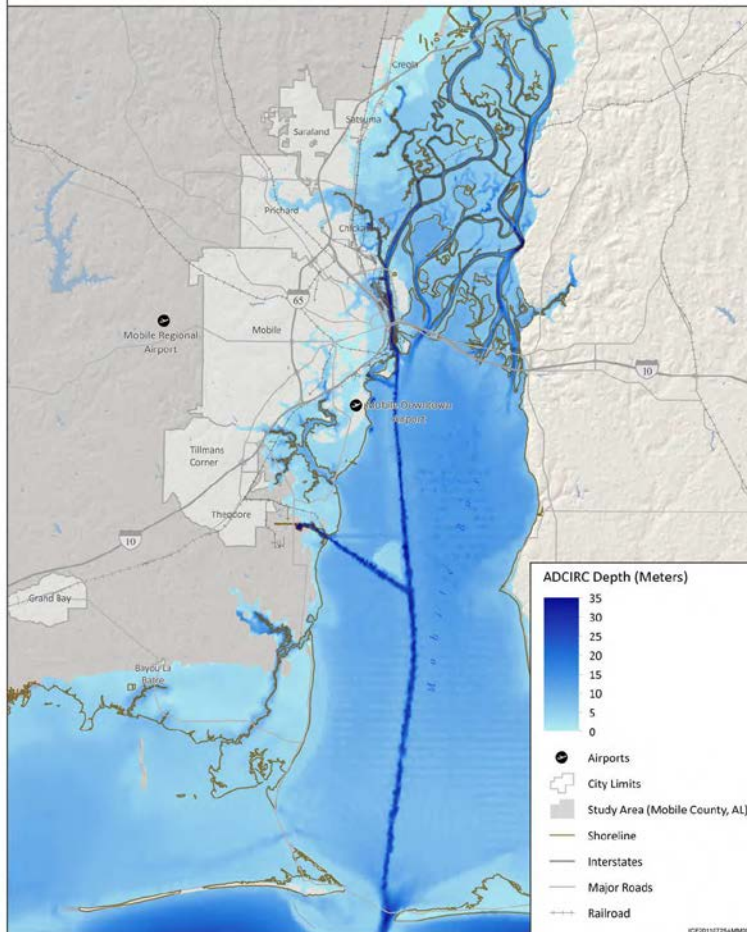 Creola
Satsuma
Saraland
Prichard
65
Mobile
Mobile Regional
Airport
10
Tillmans
Corner
Theodore
10
Grand Bay
Bayou La
Batre
ADCIRC Depth (Meters)
35
30
25
20
15
10
5
0
Airports
City Limits
Study Area (Mobile County, AL)
Shoreline
Interstates
Major Roads
Railroad